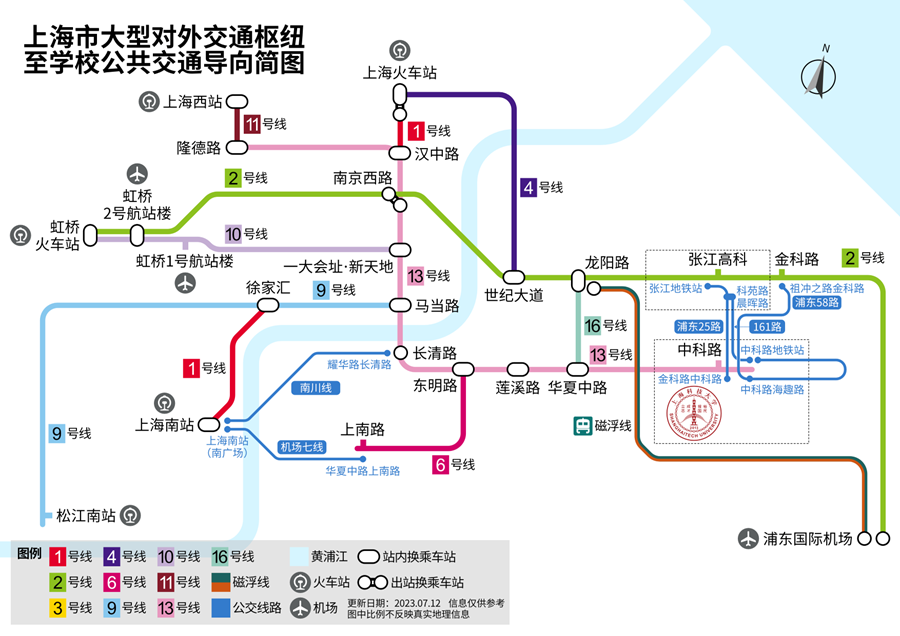 上海市大型对外交通枢纽
至学校公共交通导向简图
N
上海火车站
上海西站
11号线
1号线
隆德路
汉中路
2号线
南京西路
4号线
虹桥
2号航站楼
虹桥
火车站
10号线
虹桥1号航站楼
一大会址·新天地
龙阳路
张江高科
金科路
2号线
徐家汇
9号线
13号线
世纪大道
张江地铁站
科苑路
晨晖路
祖冲之路金科路
浦东58路
马当路
16号线
浦东25路
161路
1号线
长清路
13号线
中科路
中科路地铁站
耀华路长清路
东明路
莲溪路
华夏中路
金科路中科路
中科路海趣路
南川线
上海科技大学
SHANGHAITECH UNIVERSITY
2013
上海南站
上海南站
(南广场)
上南路
磁浮线
9号线
机场七线
6号线
华夏中路上南路
松江南站
浦东国际机场
图例
1号线
4号线
10号线
16号线
黄浦江
站内换乘车站
2号线
6号线
11号线
磁浮线
火车站
出站换乘车站
3号线
9号线
13号线
公交线路
机场
更新日期：2023.07.12 信息仅供参考
图中比例不反映真实地理信息